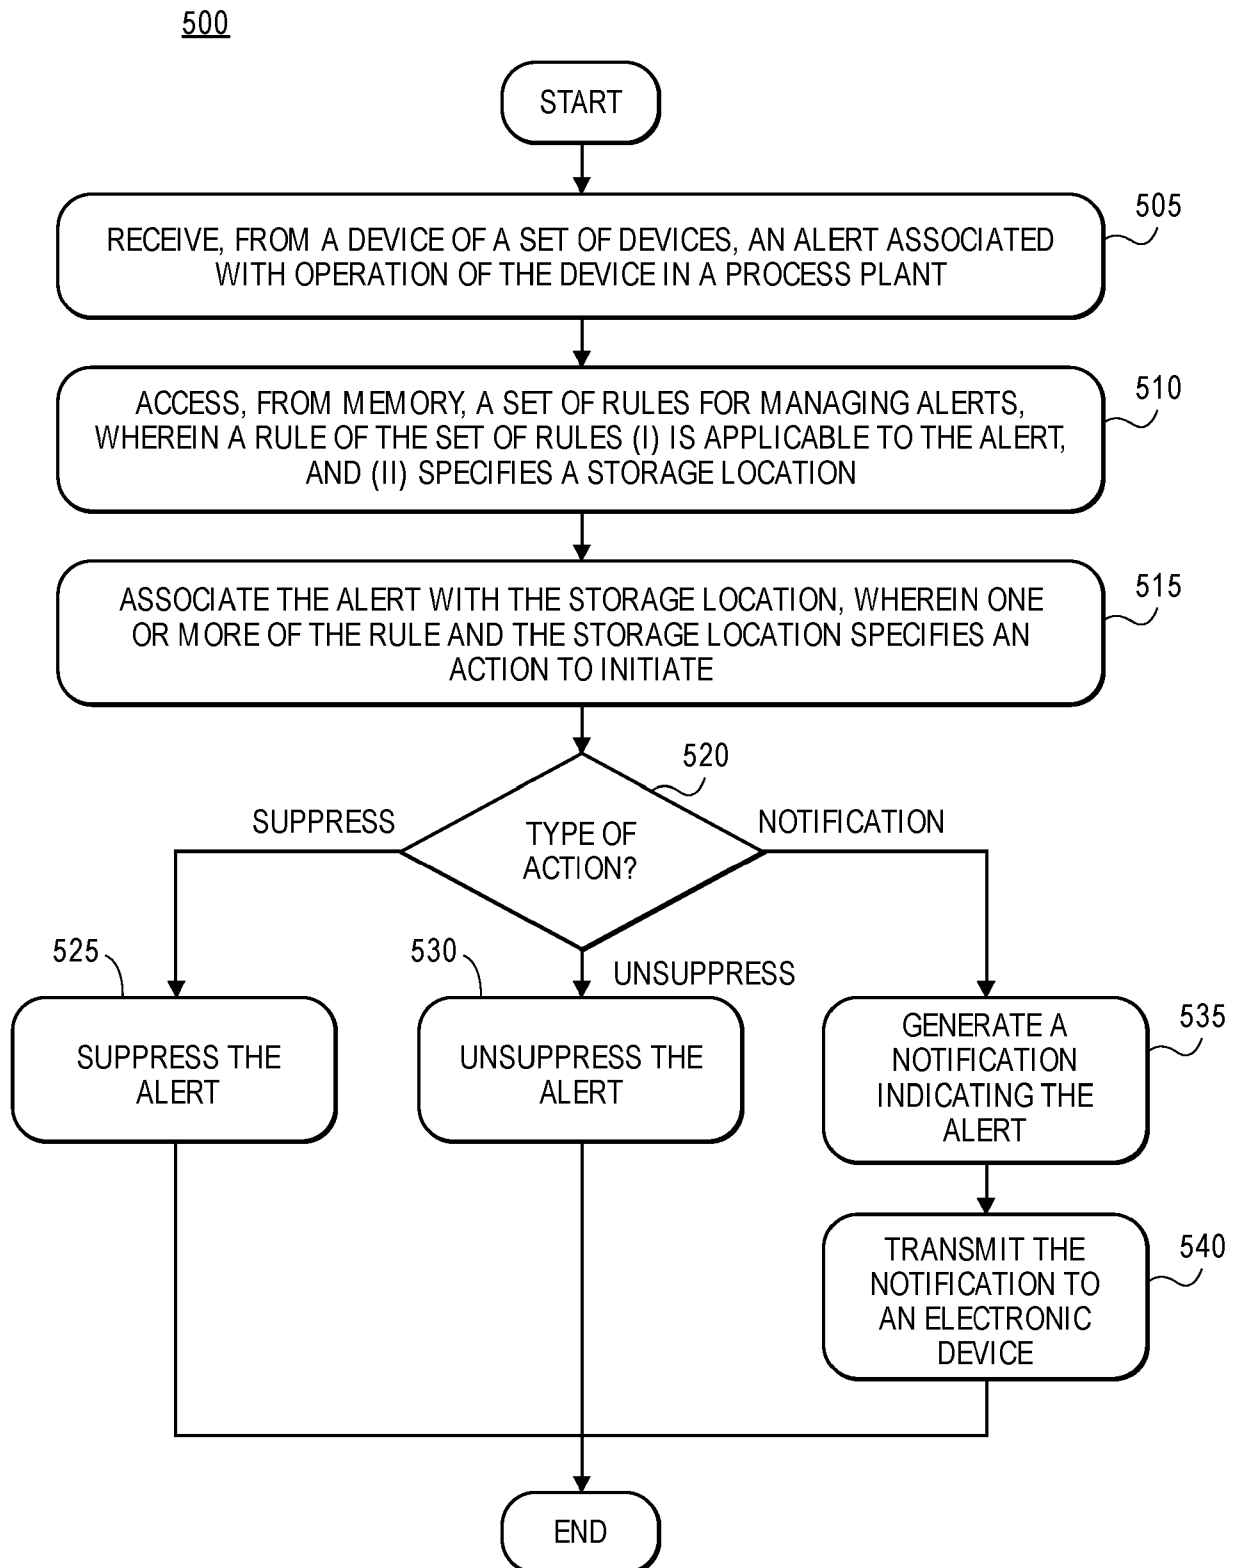 500
START
RECEIVE, FROM A DEVICE OF A SET OF DEVICES, AN ALERT ASSOCIATED
WITH OPERATION OF THE DEVICE IN A PROCESS PLANT
505
ACCESS, FROM MEMORY, A SET OF RULES FOR MANAGING ALERTS,
WHEREIN A RULE OF THE SET OF RULES (I) IS APPLICABLE TO THE ALERT,
AND (II) SPECIFIES A STORAGE LOCATION
510
ASSOCIATE THE ALERT WITH THE STORAGE LOCATION, WHEREIN ONE
OR MORE OF THE RULE AND THE STORAGE LOCATION SPECIFIES AN
ACTION TO INITIATE
515
520
SUPPRESS
TYPE OF
ACTION?
NOTIFICATION
UNSUPPRESS
525
SUPPRESS THE
ALERT
530
UNSUPPRESS THE
ALERT
535
GENERATE A
NOTIFICATION
INDICATING THE
ALERT
540
TRANSMIT THE
NOTIFICATION TO
AN ELECTRONIC
DEVICE
END